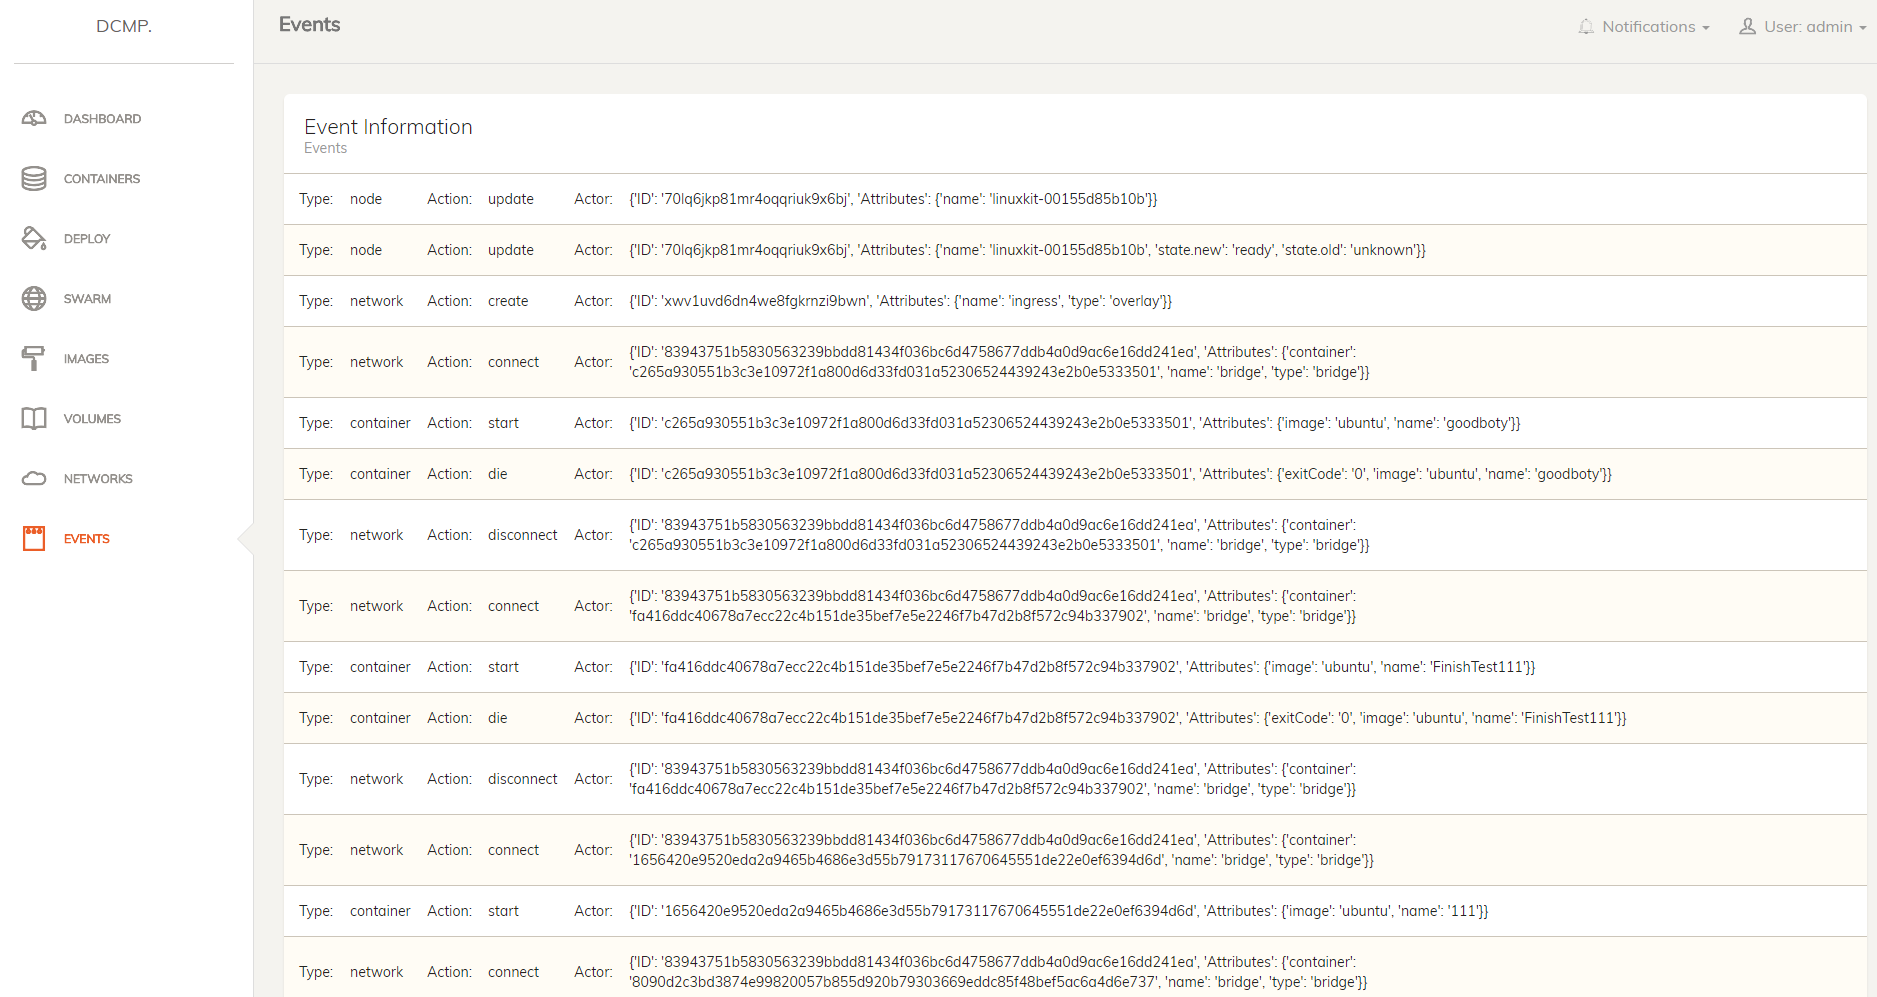 DCMP.
Events
Notifications
User: admin
DASHBOARD
CONTAINERS
DEPLOY
SWARM
IMAGES
VOLUMES
NETWORKS
EVENTS
Event Information
Events
Type: node Action: update Actor: {'ID': '70lq6jkp81mr4oqqriuk9x6bj', 'Attributes': {'name': 'linuxkit-00155d85b10b'}}
Type: node Action: update Actor: {'ID': '70lq6jkp81mr4oqqriuk9x6bj', 'Attributes': {'name': 'linuxkit-00155d85b10b', 'state.new': 'ready', 'state.old': 'unknown'}}
Type: network Action: create Actor: {'ID': 'xwv1uvd6dn4we8fgkrnzi9bwn', 'Attributes': {'name': 'ingress', 'type': 'overlay'}}
Type: network Action: connect Actor: {'ID': '83943751b5830563239bbdd81434f036bc6d4758677ddb4a0d9ac6e16dd241ea', 'Attributes': {'container':
'c265a930551b3c3e10972f1a800d6d33fd031a52306524439243e2b0e5333501', 'name': 'bridge', 'type': 'bridge'}}
Type: container Action: start Actor: {'ID': 'c265a930551b3c3e10972f1a800d6d33fd031a52306524439243e2b0e5333501', 'Attributes': {'image': 'ubuntu', 'name': 'goodboty'}}
Type: container Action: die Actor: {'ID': 'c265a930551b3c3e10972f1a800d6d33fd031a52306524439243e2b0e5333501', 'Attributes': {'exitCode': '0', 'image': 'ubuntu', 'name': 'goodboty'}}
Type: network Action: disconnect Actor: {'ID': '83943751b5830563239bbdd81434f036bc6d4758677ddb4a0d9ac6e16dd241ea', 'Attributes': {'container':
'c265a930551b3c3e10972f1a800d6d33fd031a52306524439243e2b0e5333501', 'name': 'bridge', 'type': 'bridge'}}
Type: network Action: connect Actor: {'ID': '83943751b5830563239bbdd81434f036bc6d4758677ddb4a0d9ac6e16dd241ea', 'Attributes': {'container':
'fa416ddc40678a7ecc22c4b151de35bef7e5e2246f7b47d2b8f572c94b337902', 'name': 'bridge', 'type': 'bridge'}}
Type: container Action: start Actor: {'ID': 'fa416ddc40678a7ecc22c4b151de35bef7e5e2246f7b47d2b8f572c94b337902', 'Attributes': {'image': 'ubuntu', 'name': 'FinishTest111'}}
Type: container Action: die Actor: {'ID': 'fa416ddc40678a7ecc22c4b151de35bef7e5e2246f7b47d2b8f572c94b337902', 'Attributes': {'exitCode': '0', 'image': 'ubuntu', 'name': 'FinishTest111'}}
Type: network Action: disconnect Actor: {'ID': '83943751b5830563239bbdd81434f036bc6d4758677ddb4a0d9ac6e16dd241ea', 'Attributes': {'container':
'fa416ddc40678a7ecc22c4b151de35bef7e5e2246f7b47d2b8f572c94b337902', 'name': 'bridge', 'type': 'bridge'}}
Type: network Action: connect Actor: {'ID': '83943751b5830563239bbdd81434f036bc6d4758677ddb4a0d9ac6e16dd241ea', 'Attributes': {'container':
'1656420e9520eda2a9465b4686e3d55b79173117670645551de22e0ef6394d6d', 'name': 'bridge', 'type': 'bridge'}}
Type: container Action: start Actor: {'ID': '1656420e9520eda2a9465b4686e3d55b79173117670645551de22e0ef6394d6d', 'Attributes': {'image': 'ubuntu', 'name': '111'}}
Type: network Action: connect Actor: {'ID': '83943751b5830563239bbdd81434f036bc6d4758677ddb4a0d9ac6e16dd241ea', 'Attributes': {'container':
'8090d2c3bd3874e99820057b855d920b79303669eddc85f48bef5ac6a4d6e737', 'name': 'bridge', 'type': 'bridge'}}